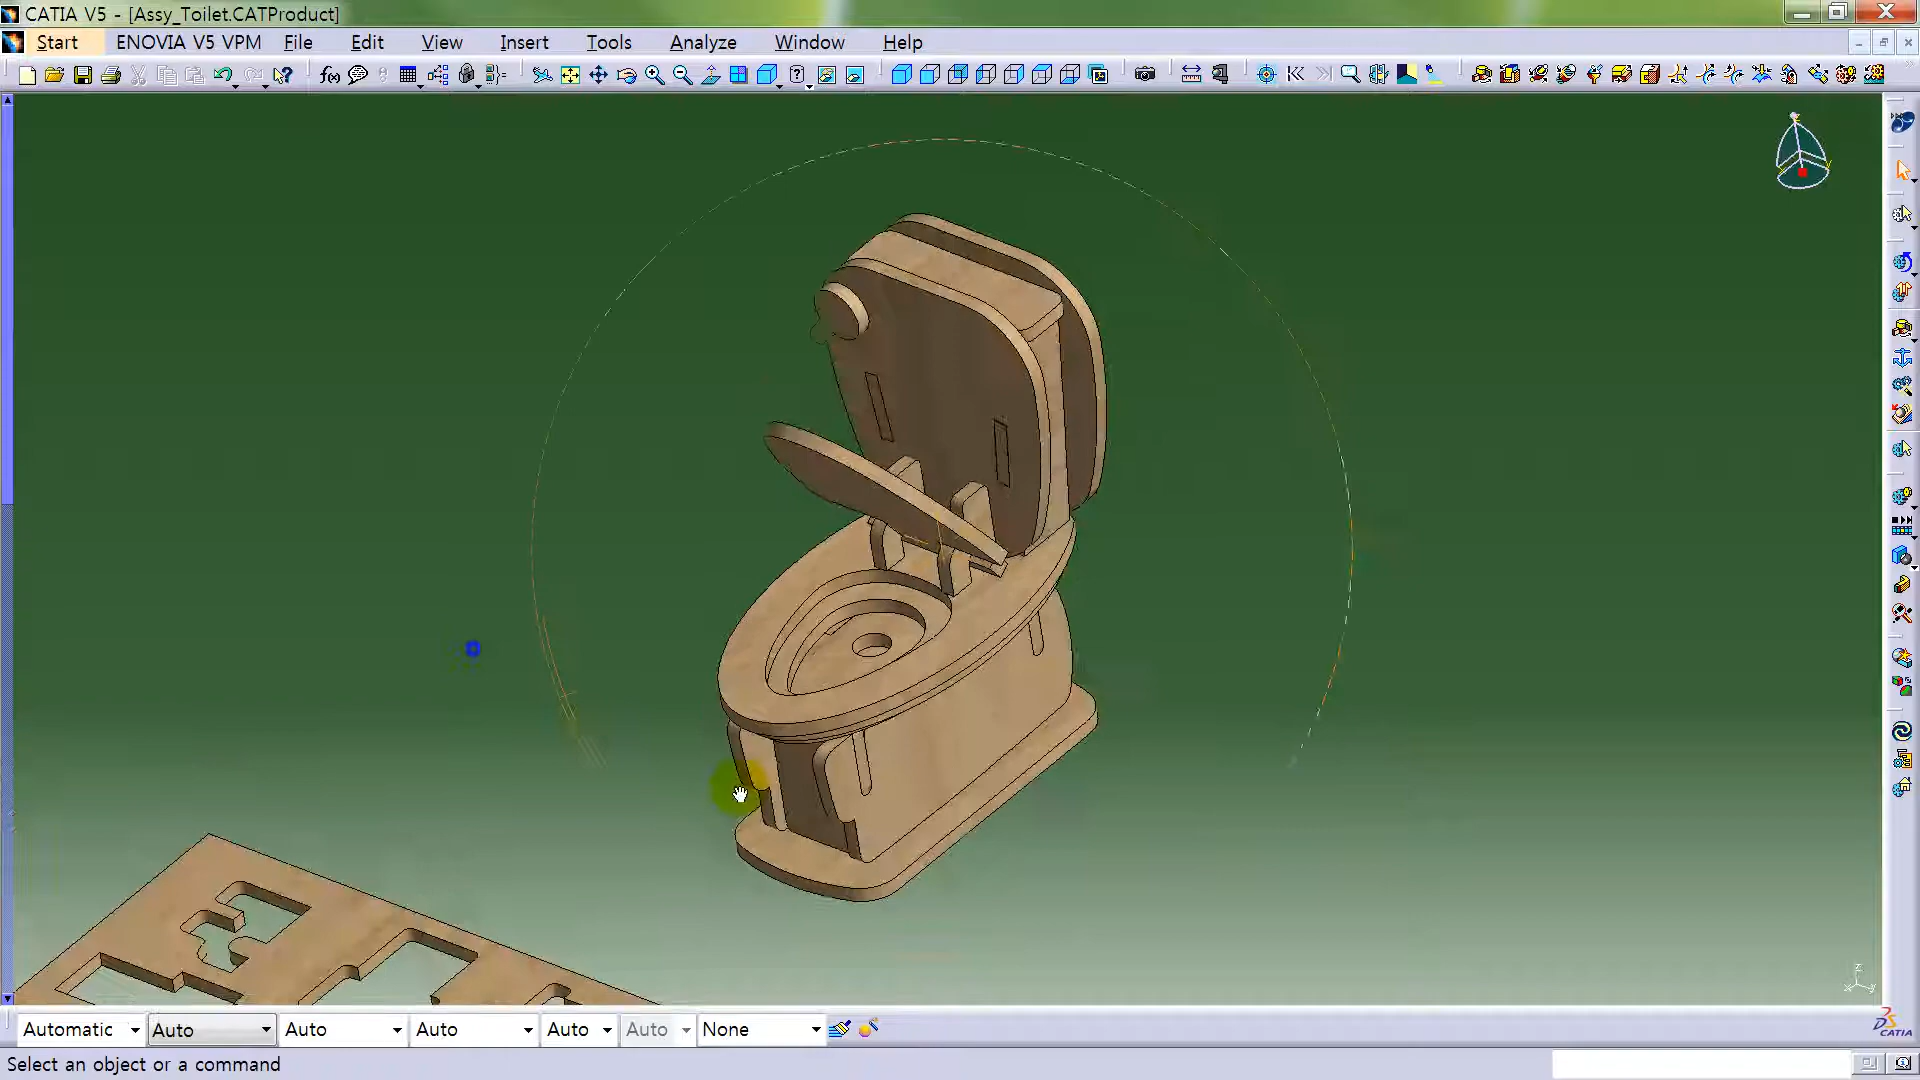 CATIA V5 - [Assy_Toilet.CATProduct]
Start ENOVIA V5 VPM File Edit View Insert Tools Analyze Window Help
f(x)
Automatic Auto Auto Auto Auto Auto None
CATIA
Select an object or a command